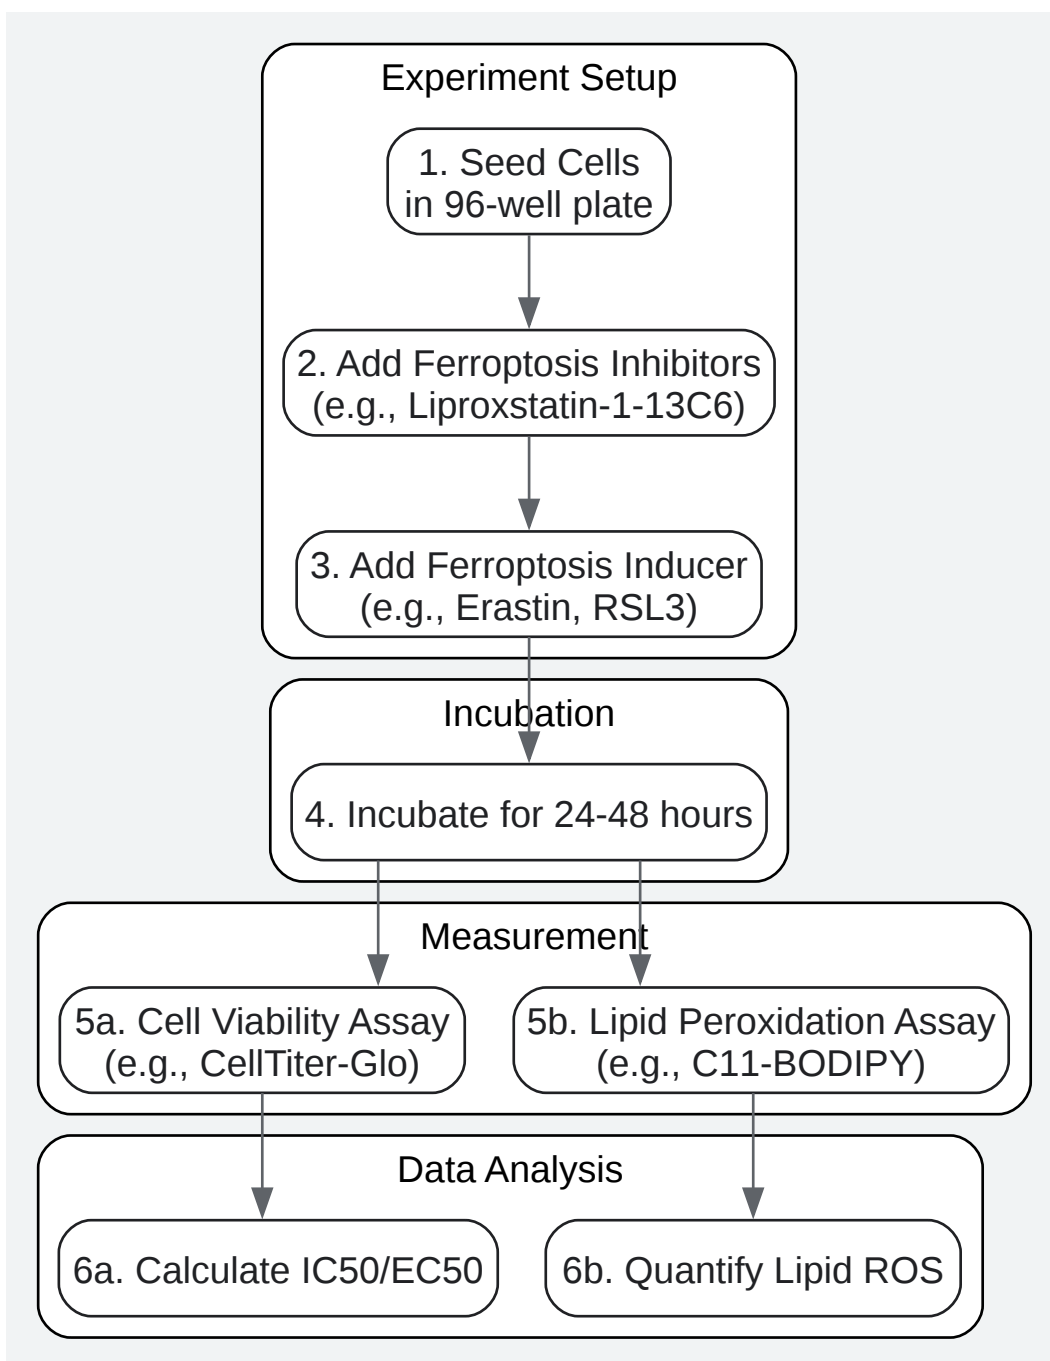 Experiment Setup
1. Seed Cells
in 96-well plate
2. Add Ferroptosis Inhibitors
(e.g., Liproxstatin-1-13C6)
3. Add Ferroptosis Inducer
(e.g., Erastin, RSL3)
Incubation
4. Incubate for 24-48 hours
Measurement
5a. Cell Viability Assay
(e.g., CellTiter-Glo)
5b. Lipid Peroxidation Assay
(e.g., C11-BODIPY)
Data Analysis
6a. Calculate IC50/EC50
6b. Quantify Lipid ROS